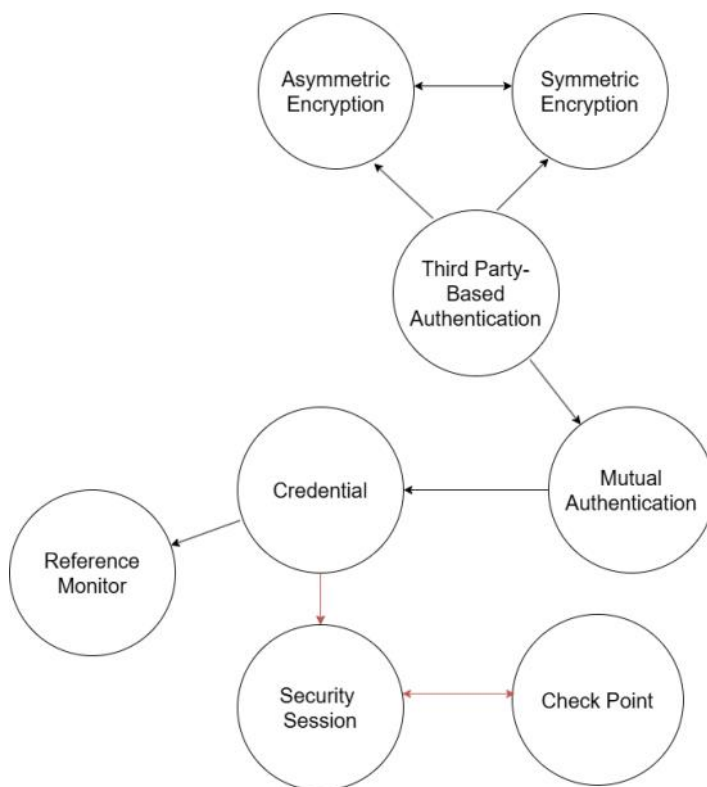 Asymmetric
Encryption
Symmetric
Encryption
Third Party-
Based
Authentication
Credential
Mutual
Authentication
Reference
Monitor
Security
Session
Check Point